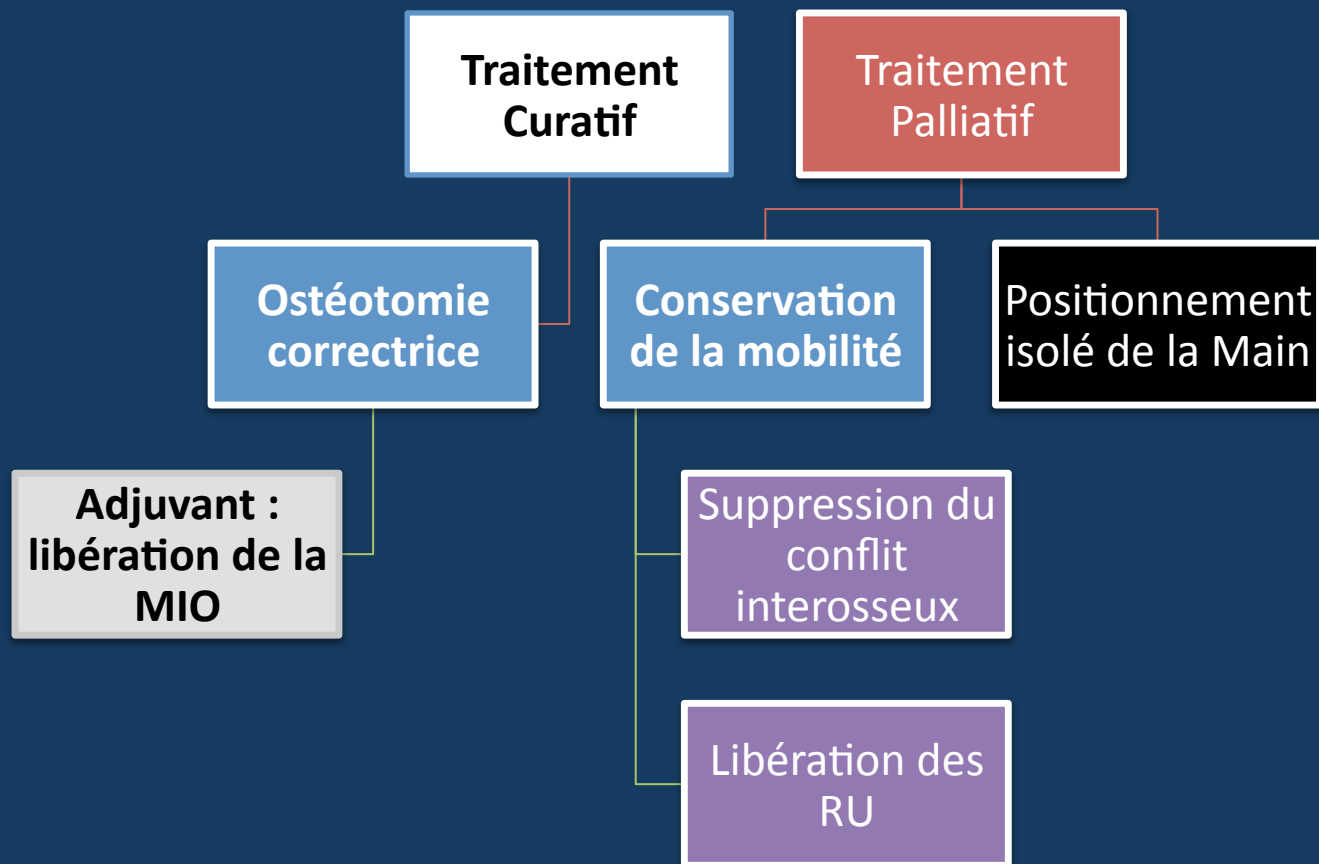 Traitement
Curatif
Traitement
Palliatif
Ostéotomie
correctrice
Conservation
de la mobilité
Positionnement
isolé de la Main
Adjuvant :
libération de la
MIO
Suppression du
conflit
interosseux
Libération des
RU